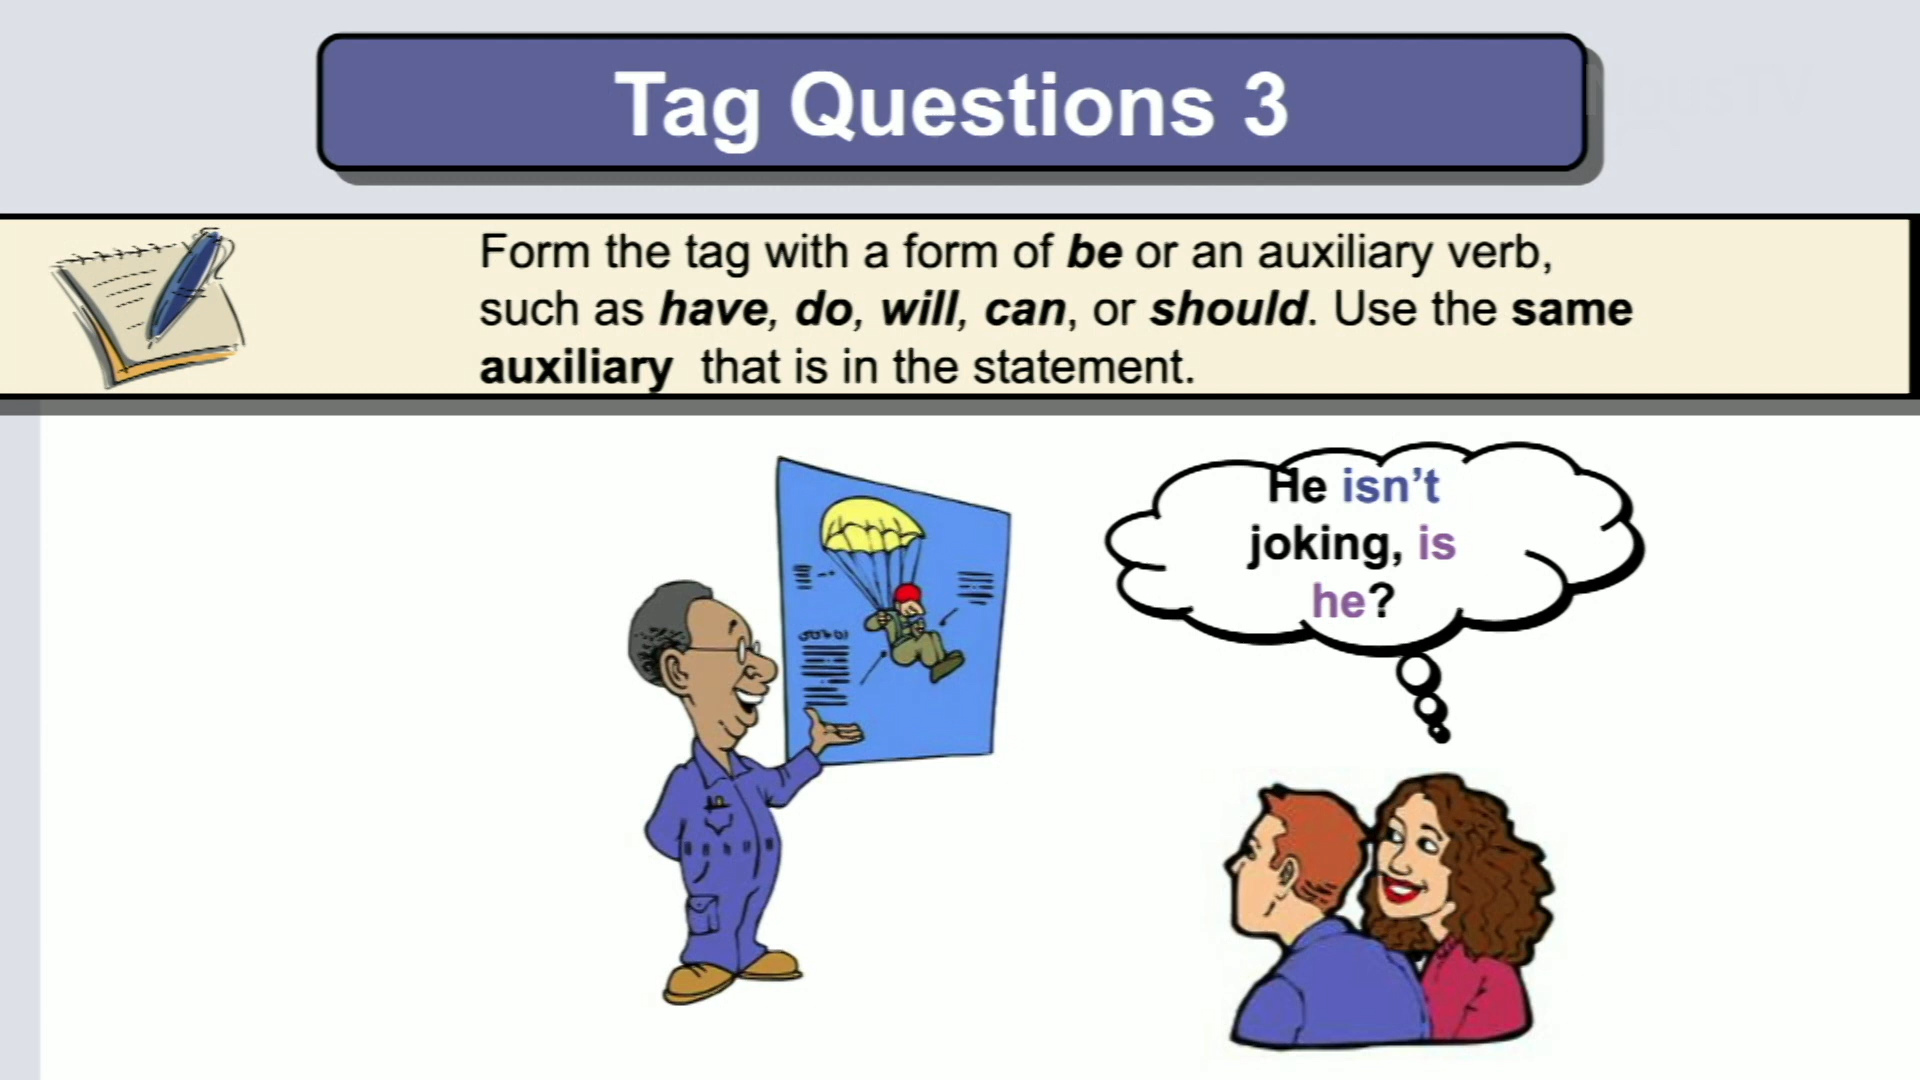 Tag Questions 3
Form the tag with a form of be or an auxiliary verb,
such as have, do, will, can, or should. Use the same
auxiliary that is in the statement.
He isn’t
joking, is
he?